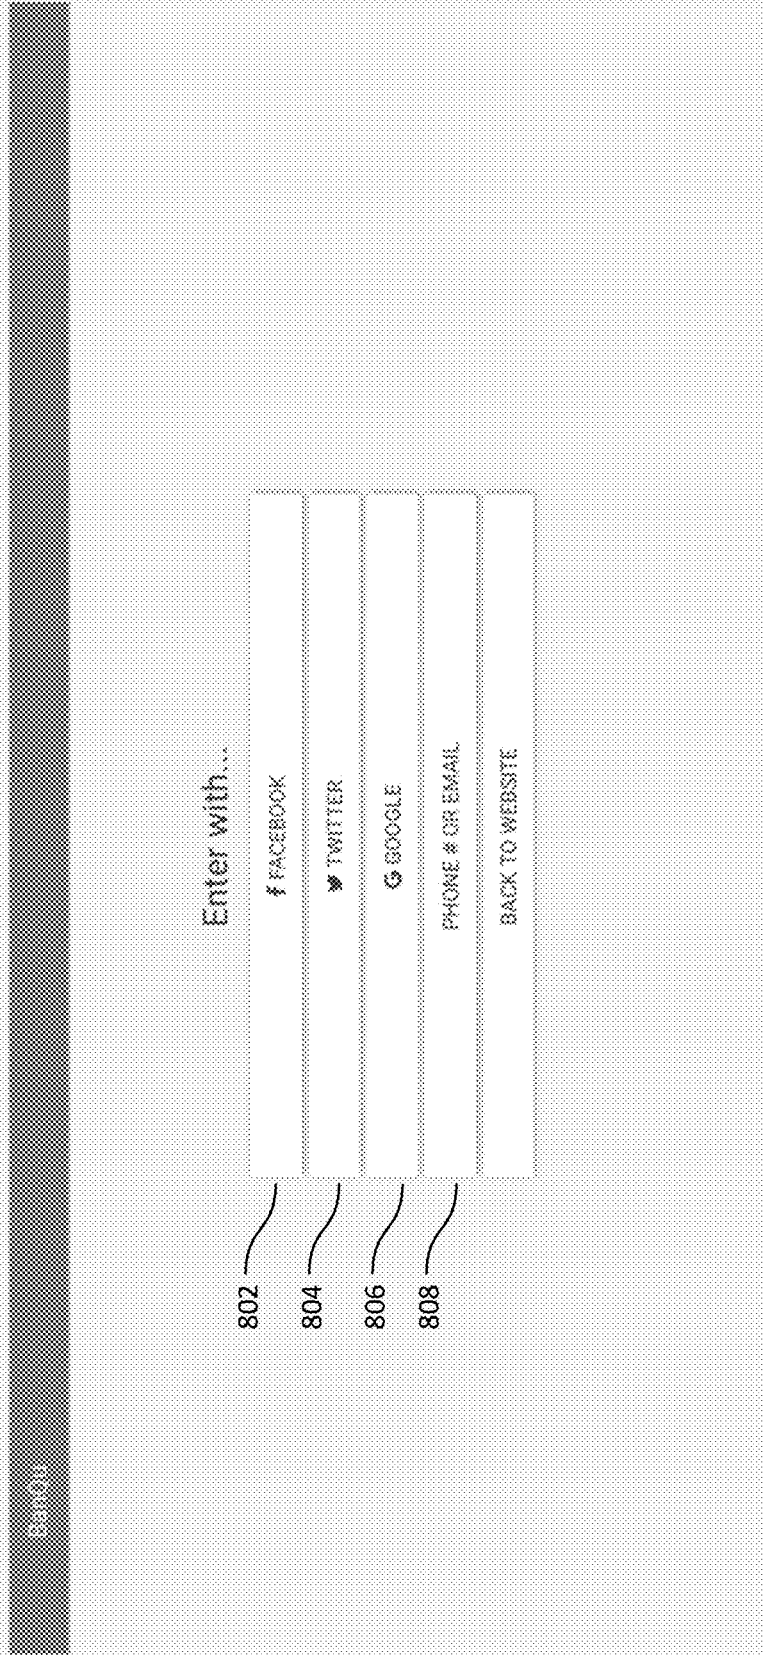 Enter with...
802 f FACEBOOK
804 TWITTER
806 G GOOGLE
808 PHONE # OR EMAIL
BACK TO WEBSITE